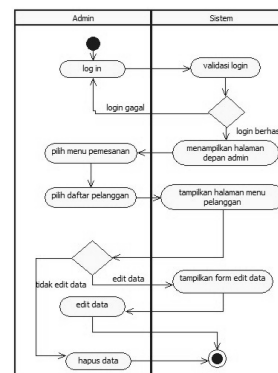 Admin
Sistem
log in
validasi login
login gagal
login berhas
pilih menu pemesanan
menampilkan halaman
depan admin
pilih daftar pelanggan
tampilkan halaman menu
pelanggan
tidak edit data
edit data
tampilkan form edit data
edit data
hapus data